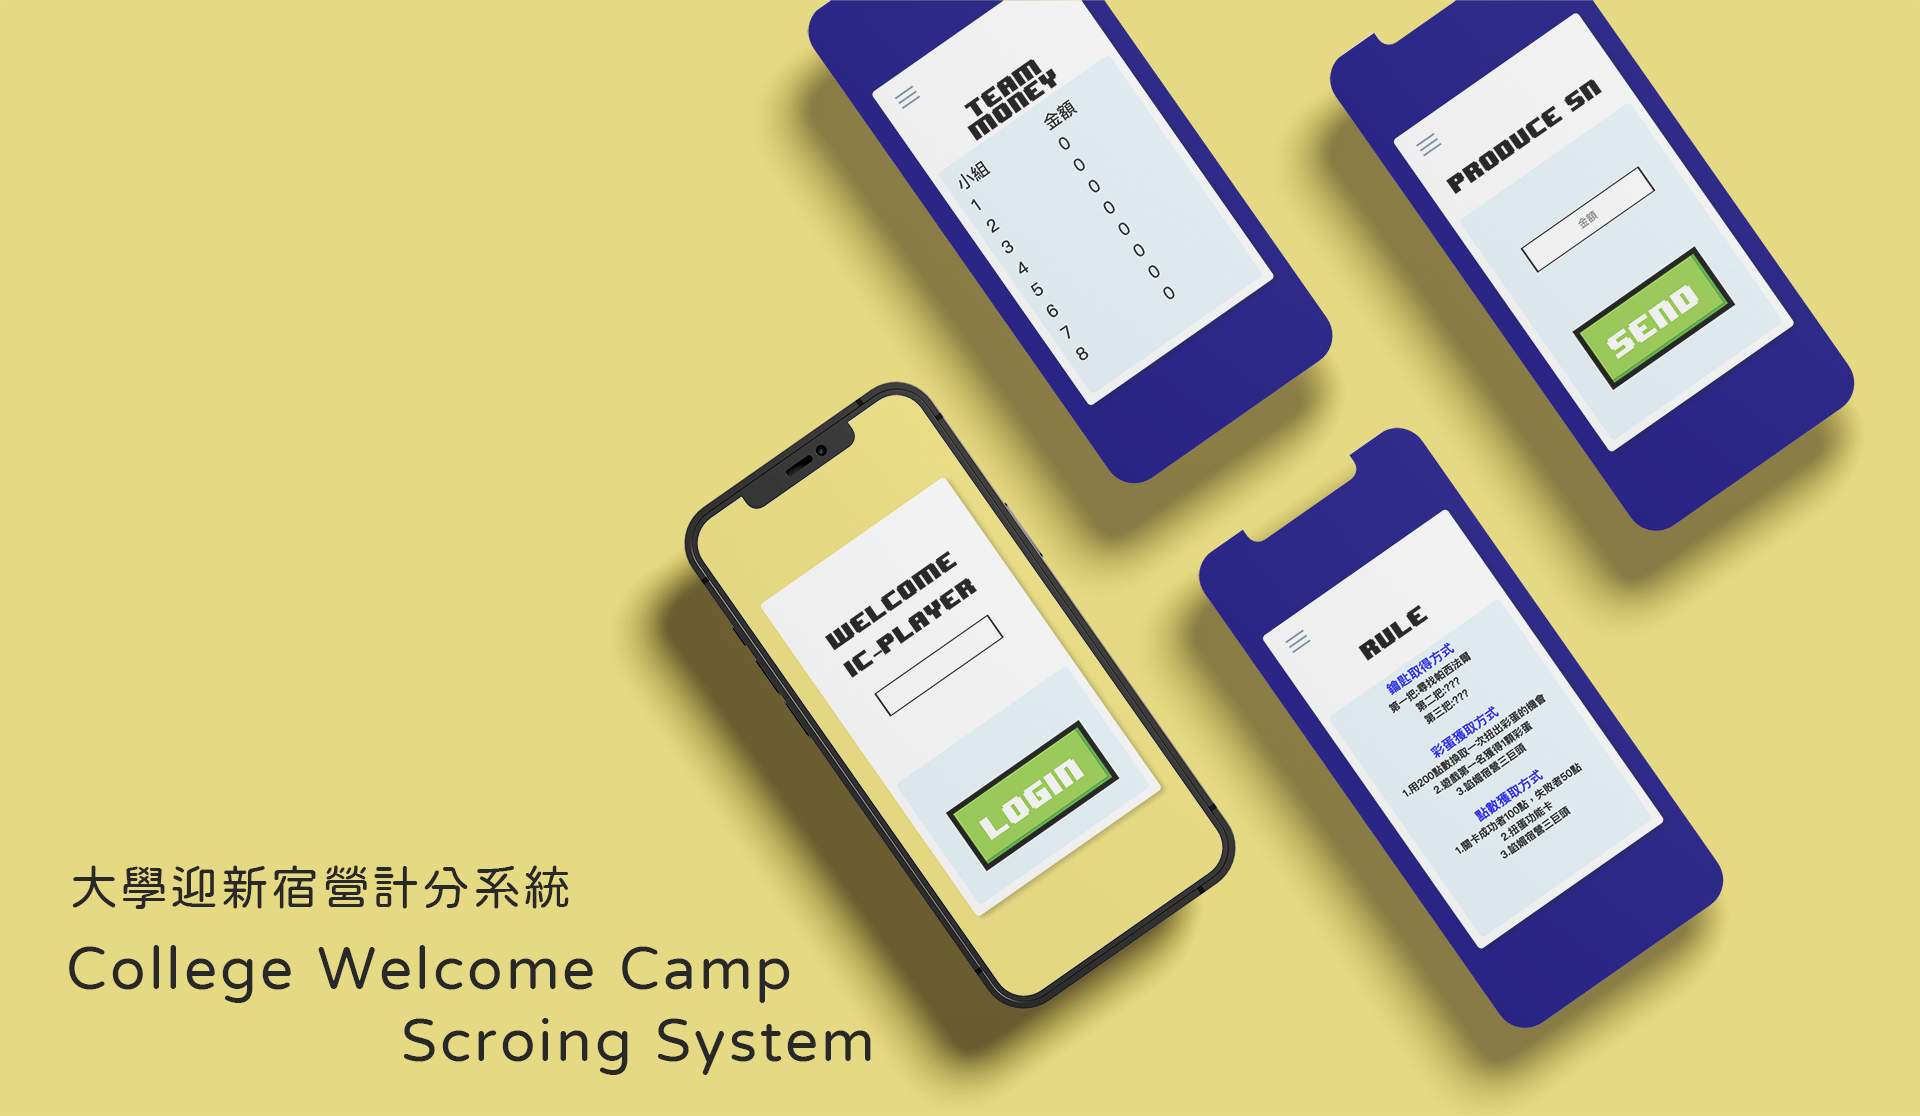 TEAM
MONEY
小組 金額
1 0
2 0
3 0
4 0
5 0
6 0
7 0
8 0
PRODUCE SN
金額
SEND
WELCOME
IC-PLAYER
LOGIN
RULE
鑰匙取得方式
第一把:尋找帕西法爾
第二把:???
第三把:???
彩蛋獲取方式
1.用200點數換取一次扭出彩蛋的機會
2.遊戲第一名獲得1顆彩蛋
3.諂媚宿營三巨頭
點數獲取方式
1.關卡成功者100點，失敗者50點
2.扭蛋功能卡
3.諂媚宿營三巨頭
大學迎新宿營計分系統
College Welcome Camp
Scroing System